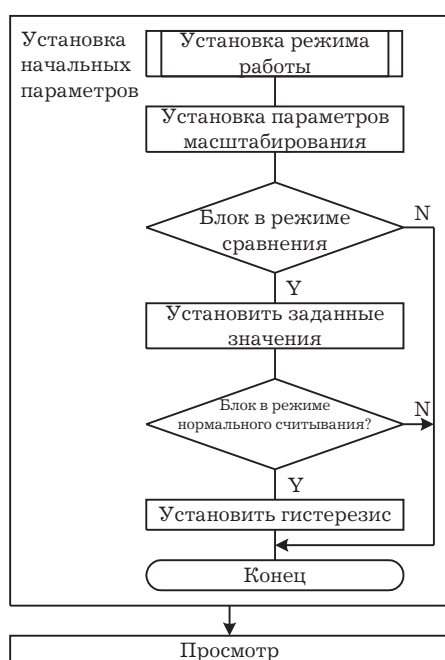 Установка
начальных
параметров
Установка режима
работы
Установка параметров
масштабирования
Блок в режиме
сравнения
N
Y
Установить заданные
значения
Блок в режиме
нормального считывания?
N
Y
Установить гистерезис
Конец
Просмотр